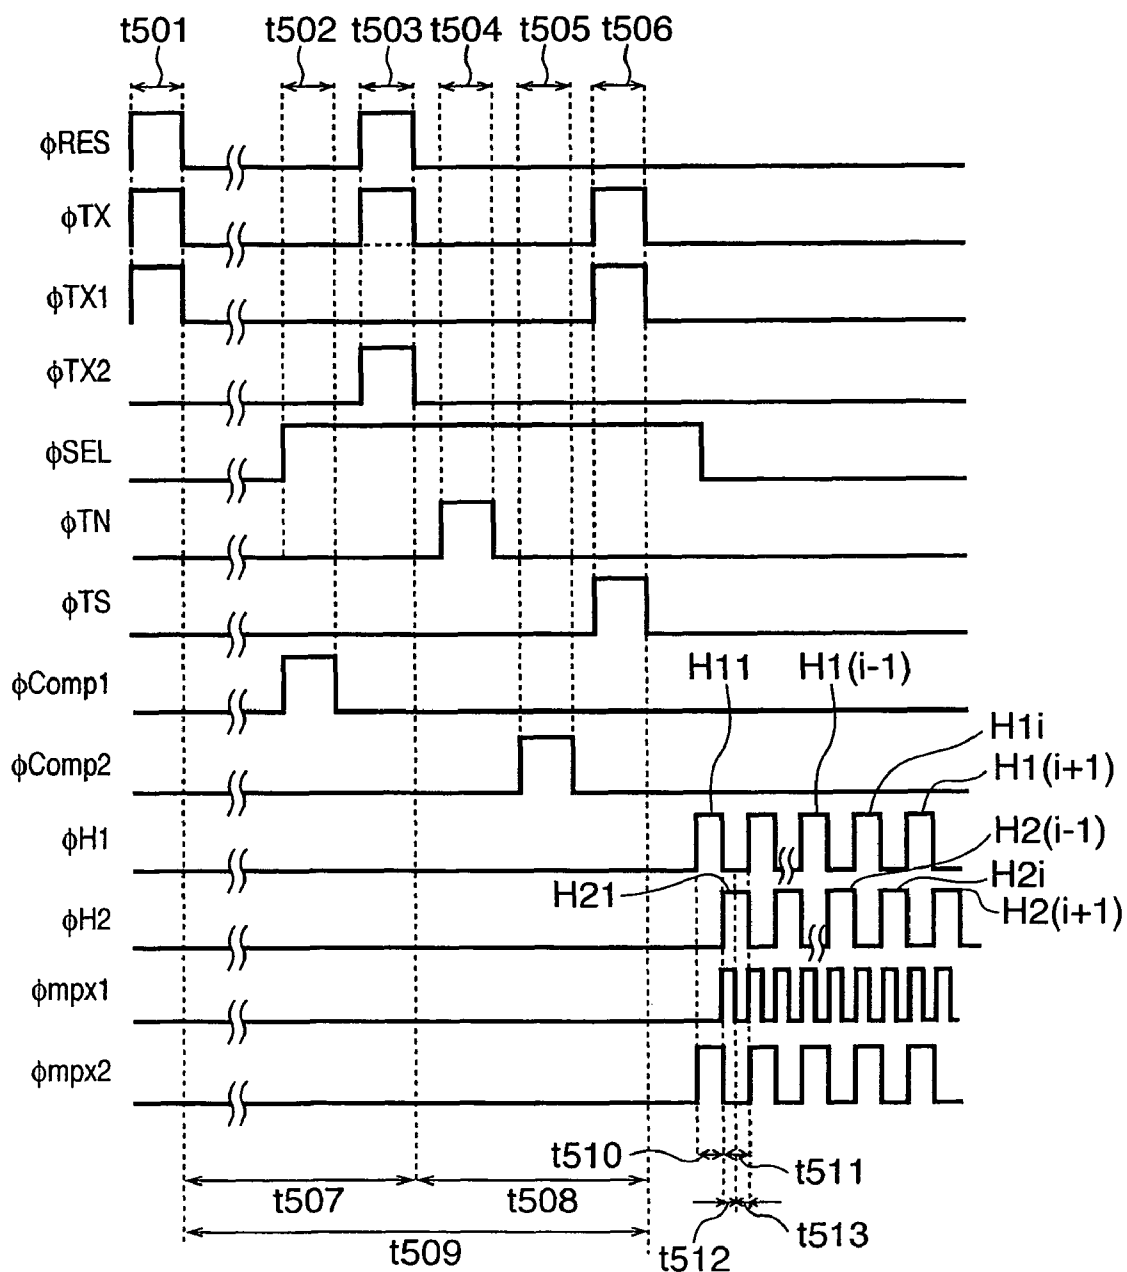 t501 t502 t503 t504 t505 t506
ϕRES
ϕTX
ϕTX1
ϕTX2
ϕSEL
ϕTN
ϕTS
ϕComp1
H11 H1(i-1)
H1i
ϕComp2
H1(i+1)
ϕH1
H2(i-1)
H21
H2i
ϕH2
H2(i+1)
ϕmpx1
ϕmpx2
t510
t511
t507 t508
t509
t512
t513